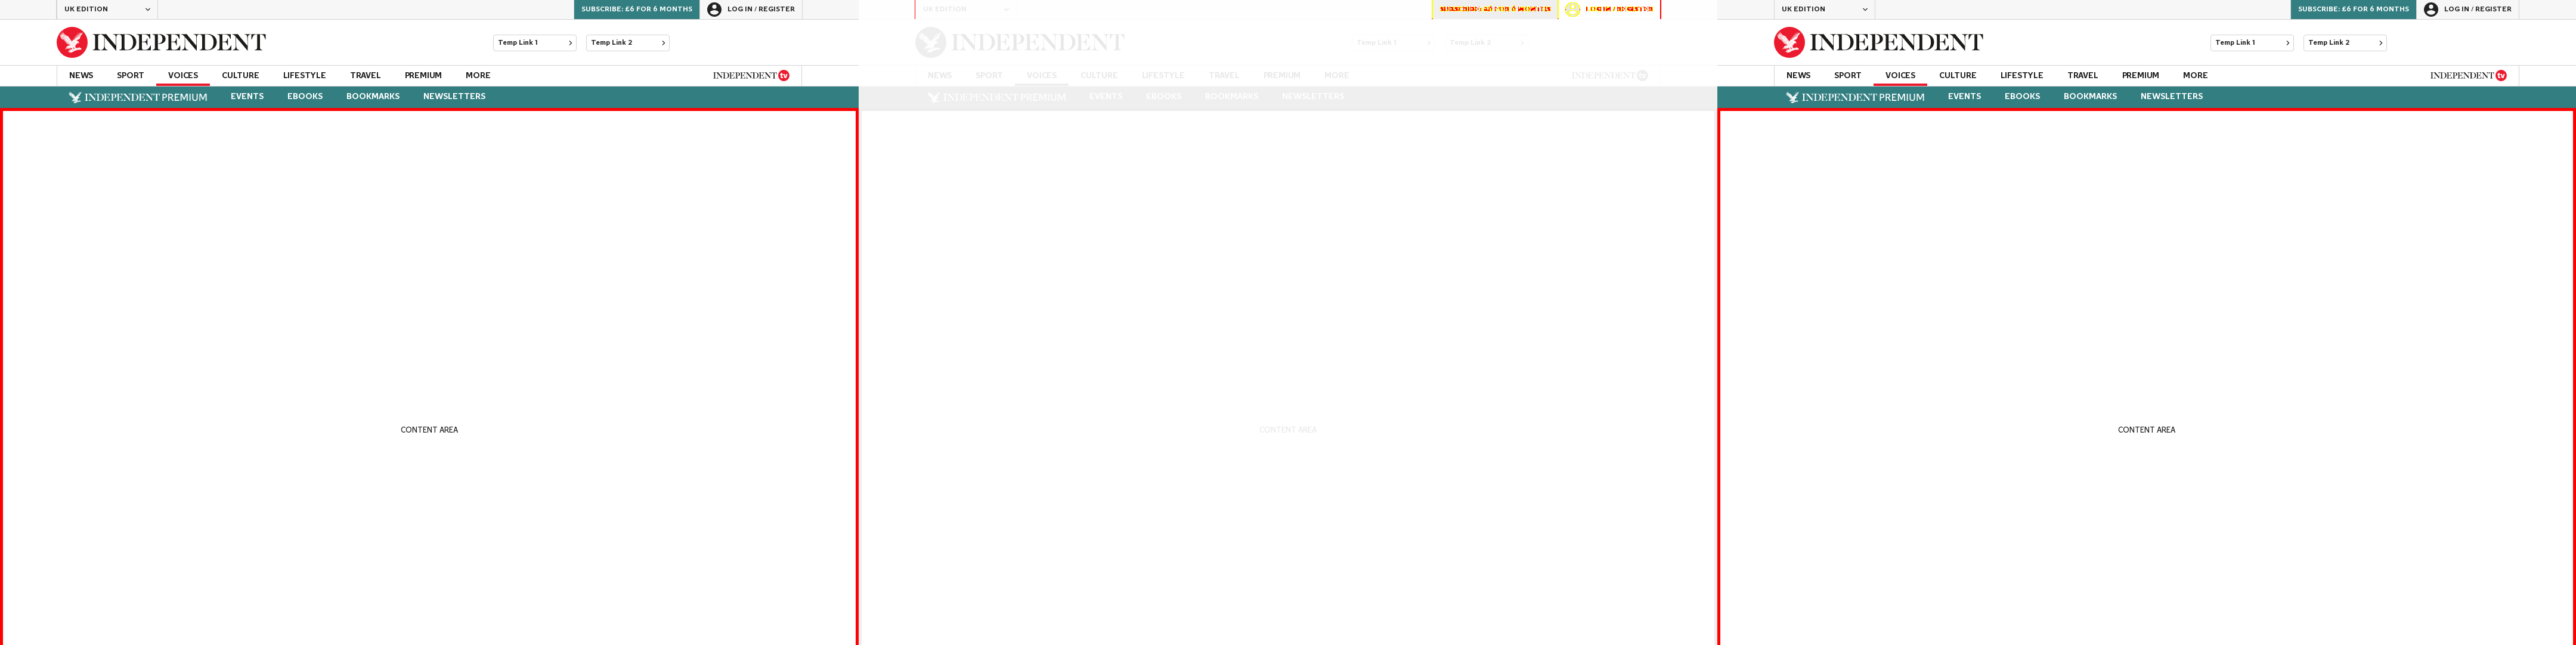 UK EDITION
SUBSCRIBE: £6 FOR 6 MONTHS
LOG IN / REGISTER
INDEPENDENT
Temp Link 1
Temp Link 2
NEWS SPORT VOICES CULTURE LIFESTYLE TRAVEL PREMIUM MORE
INDEPENDENT tv
INDEPENDENT PREMIUM EVENTS EBOOKS BOOKMARKS NEWSLETTERS
CONTENT AREA
UK EDITION
INDEPENDENT
Temp Link 1
Temp Link 2
NEWS SPORT VOICES CULTURE LIFESTYLE TRAVEL PREMIUM MORE
INDEPENDENT tv
INDEPENDENT PREMIUM EVENTS EBOOKS BOOKMARKS NEWSLETTERS
CONTENT AREA
UK EDITION
SUBSCRIBE: £6 FOR 6 MONTHS
LOG IN / REGISTER
INDEPENDENT
Temp Link 1
Temp Link 2
NEWS SPORT VOICES CULTURE LIFESTYLE TRAVEL PREMIUM MORE
INDEPENDENT tv
INDEPENDENT PREMIUM EVENTS EBOOKS BOOKMARKS NEWSLETTERS
CONTENT AREA